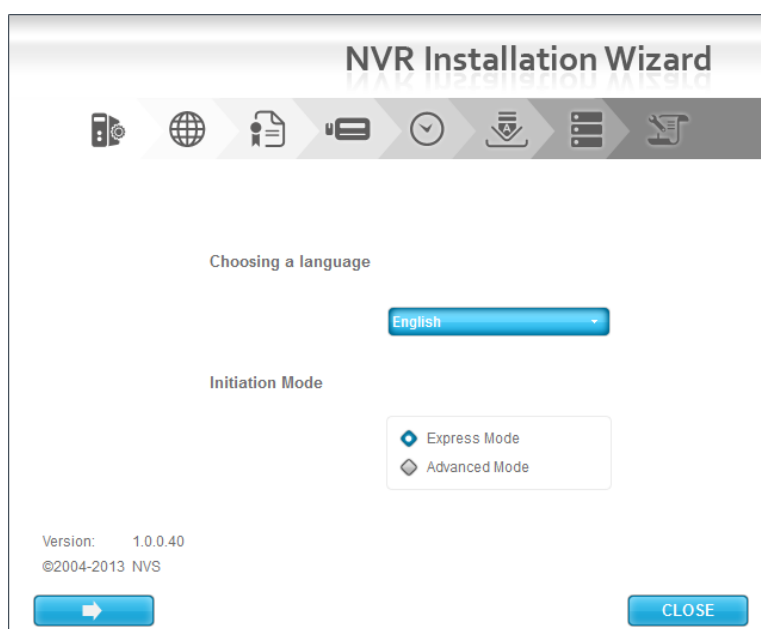 NVR Installation Wizard
A
Choosing a language
English
Initiation Mode
Express Mode
Advanced Mode
Version: 1.0.0.40
©2004-2013 NVS
CLOSE